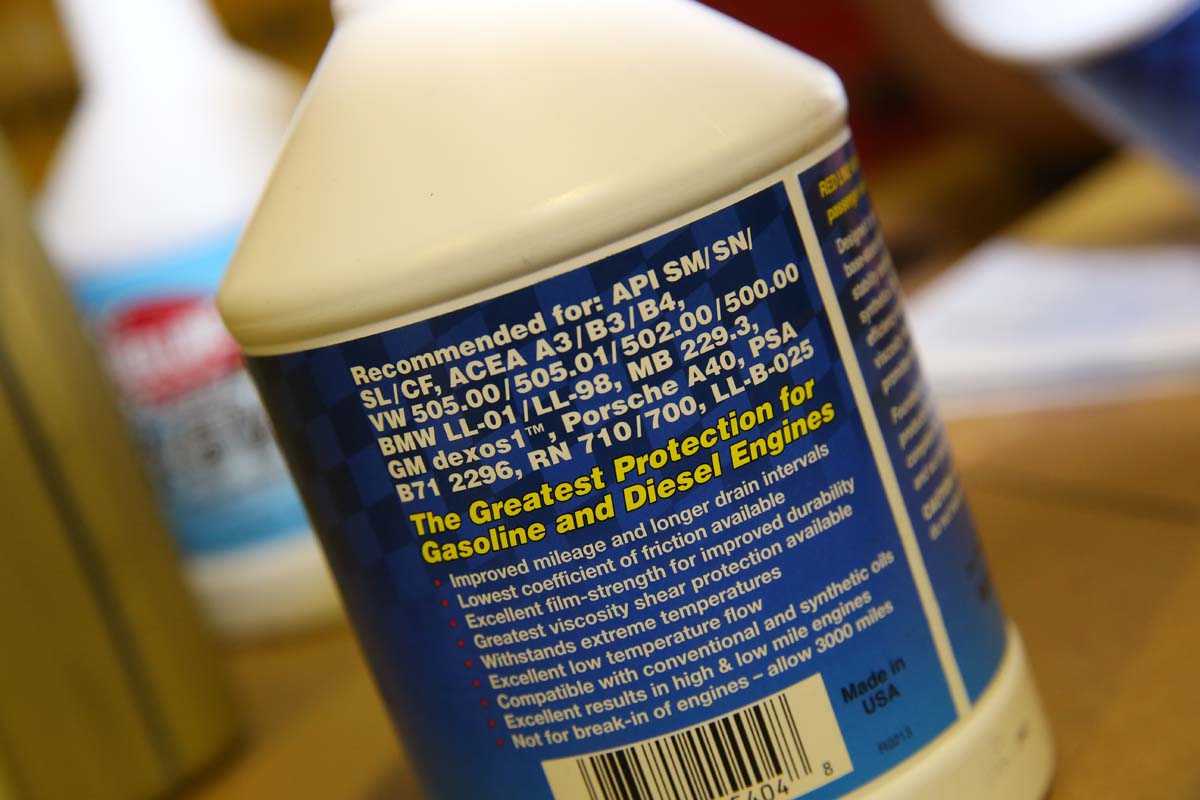 Recommended for: API SM/SN/
SL/CF, ACEA A3/B3/B4,
VW 505.00/505.01/502.00/500.00
BMW LL-01/LL-98, MB 229.3,
GM dexos1™, Porsche A40, PSA
B71 2296, RN 710/700, LL-B-025
The Greatest Protection for
Gasoline and Diesel Engines
• Improved mileage and longer drain intervals
• Lowest coefficient of friction available
• Excellent film-strength for improved durability
• Greatest viscosity shear protection available
• Withstands extreme temperatures
• Excellent low temperature flow
• Compatible with conventional and synthetic oils
• Excellent results in high & low mile engines
• Not for break-in of engines – allow 3000 miles
Made in
USA
R0213
5404 8
RED LINE